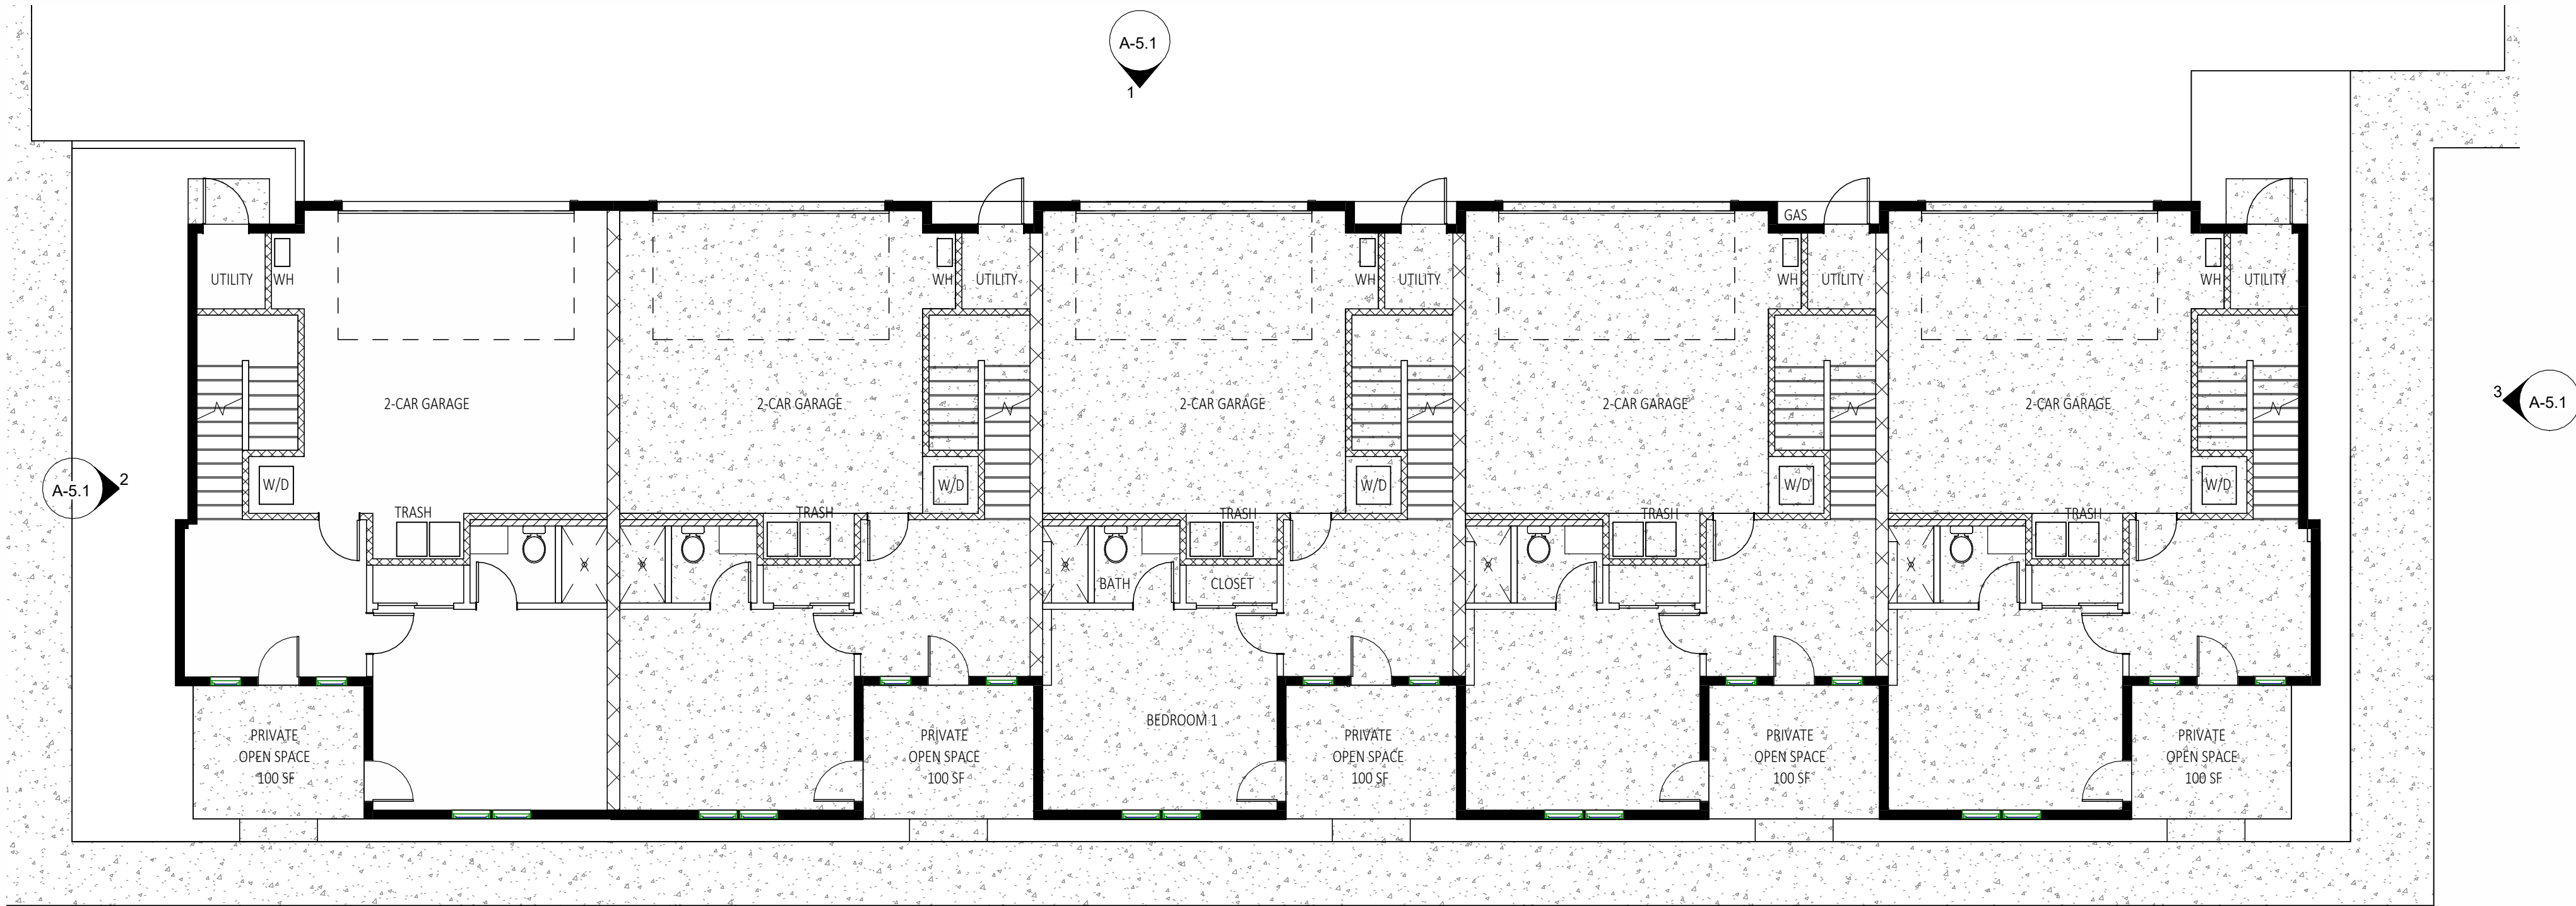 A-5.1
1
GAS
UTILITY
WH
WH
UTILITY
WH
UTILITY
WH
UTILITY
WH
UTILITY
2-CAR GARAGE
2-CAR GARAGE
2-CAR GARAGE
2-CAR GARAGE
2-CAR GARAGE
3
A-5.1
A-5.1
2
W/D
W/D
W/D
W/D
W/D
TRASH
TRASH
TRASH
TRASH
TRASH
BATH
CLOSET
BEDROOM 1
PRIVATE
OPEN SPACE
100 SF
PRIVATE
OPEN SPACE
100 SF
PRIVATE
OPEN SPACE
100 SF
PRIVATE
OPEN SPACE
100 SF
PRIVATE
OPEN SPACE
100 SF